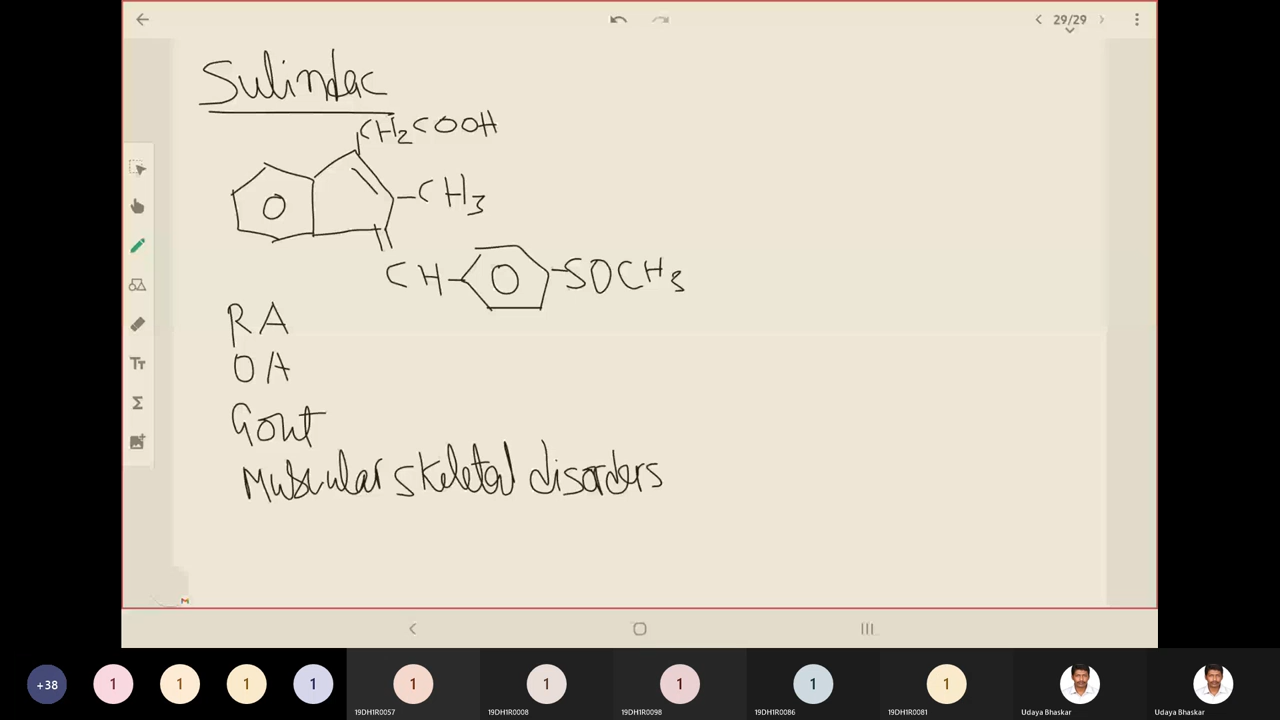 29/29
Sulindac
CH2COOH
-CH3
CH
-SOCH3
RA
OA
Gout
Muscular skeletal disorders
Tт
Σ
+38 1 1 1 1 1 1 1 1 1
19DH1R0057 19DH1R0008 19DH1R0098 19DH1R0086 19DH1R0081 Udaya Bhaskar Udaya Bhaskar